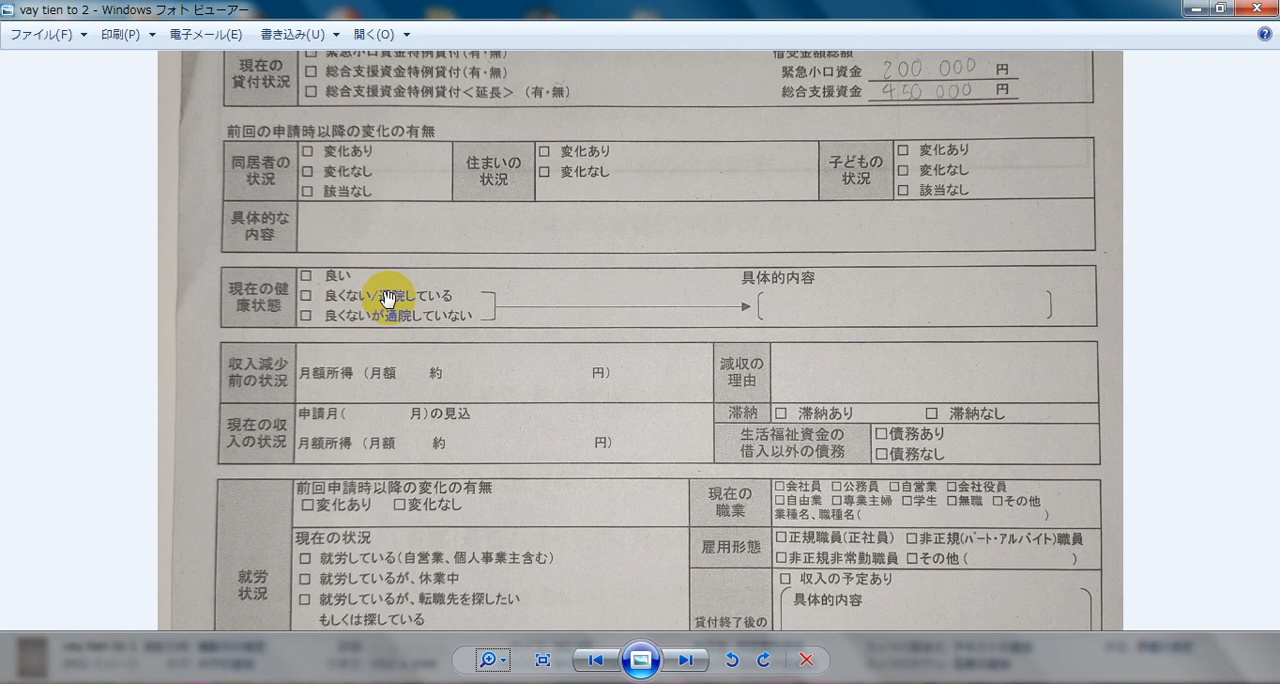 vay tien to 2 - Windows フォト ビューアー
ファイル(F) 印刷(P) 電子メール(E) 書き込み(U) 開く(O)
現在の貸付状況
□ 緊急小口資金特例貸付(有・無)
□ 総合支援資金特例貸付(有・無)
□ 総合支援資金特例貸付<延長> (有・無)
借受金額総額
緊急小口資金 200 000 円
総合支援資金 450 000 円
前回の申請時以降の変化の有無
同居者の状況
□ 変化あり
□ 変化なし
□ 該当なし
住まいの状況
□ 変化あり
□ 変化なし
子どもの状況
□ 変化あり
□ 変化なし
□ 該当なし
具体的な内容
現在の健康状態
□ 良い
□ 良くない/通院している
□ 良くないが通院していない
具体的内容
収入減少前の状況
月額所得 (月額 約 円)
減収の理由
現在の収入の状況
申請月( 月)の見込
月額所得 (月額 約 円)
滞納 □ 滞納あり □ 滞納なし
生活福祉資金の借入以外の債務
□債務あり
□債務なし
就労状況
前回申請時以降の変化の有無
□変化あり □変化なし
現在の状況
□ 就労している(自営業、個人事業主含む)
□ 就労しているが、休業中
□ 就労しているが、転職先を探したい
もしくは探している
現在の職業
□会社員 □公務員 □自営業 □会社役員
□自由業 □専業主婦 □学生 □無職 □その他
業種名、職種名( )
雇用形態
□正規職員(正社員) □非正規(パート・アルバイト)職員
□非正規非常勤職員 □その他( )
貸付終了後の
□ 収入の予定あり
具体的内容